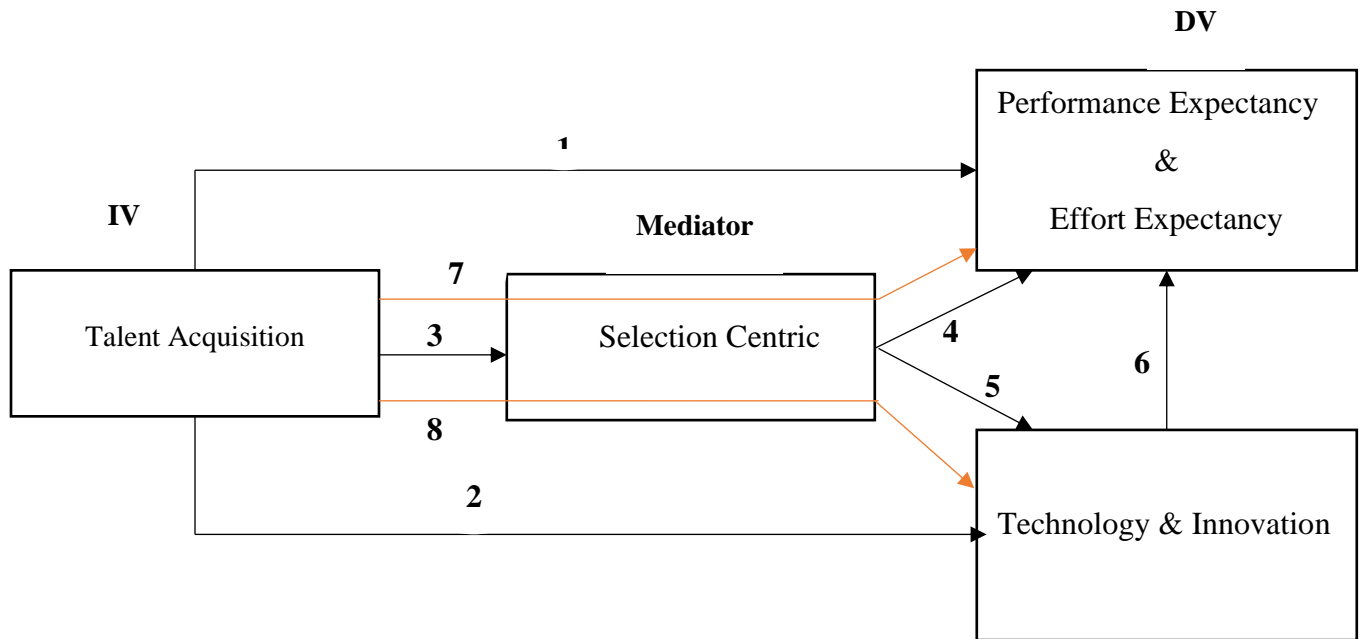 DV
Performance Expectancy
&
Effort Expectancy
1
IV
Mediator
7
Talent Acquisition
3
Selection Centric
4
5
6
8
2
Technology & Innovation